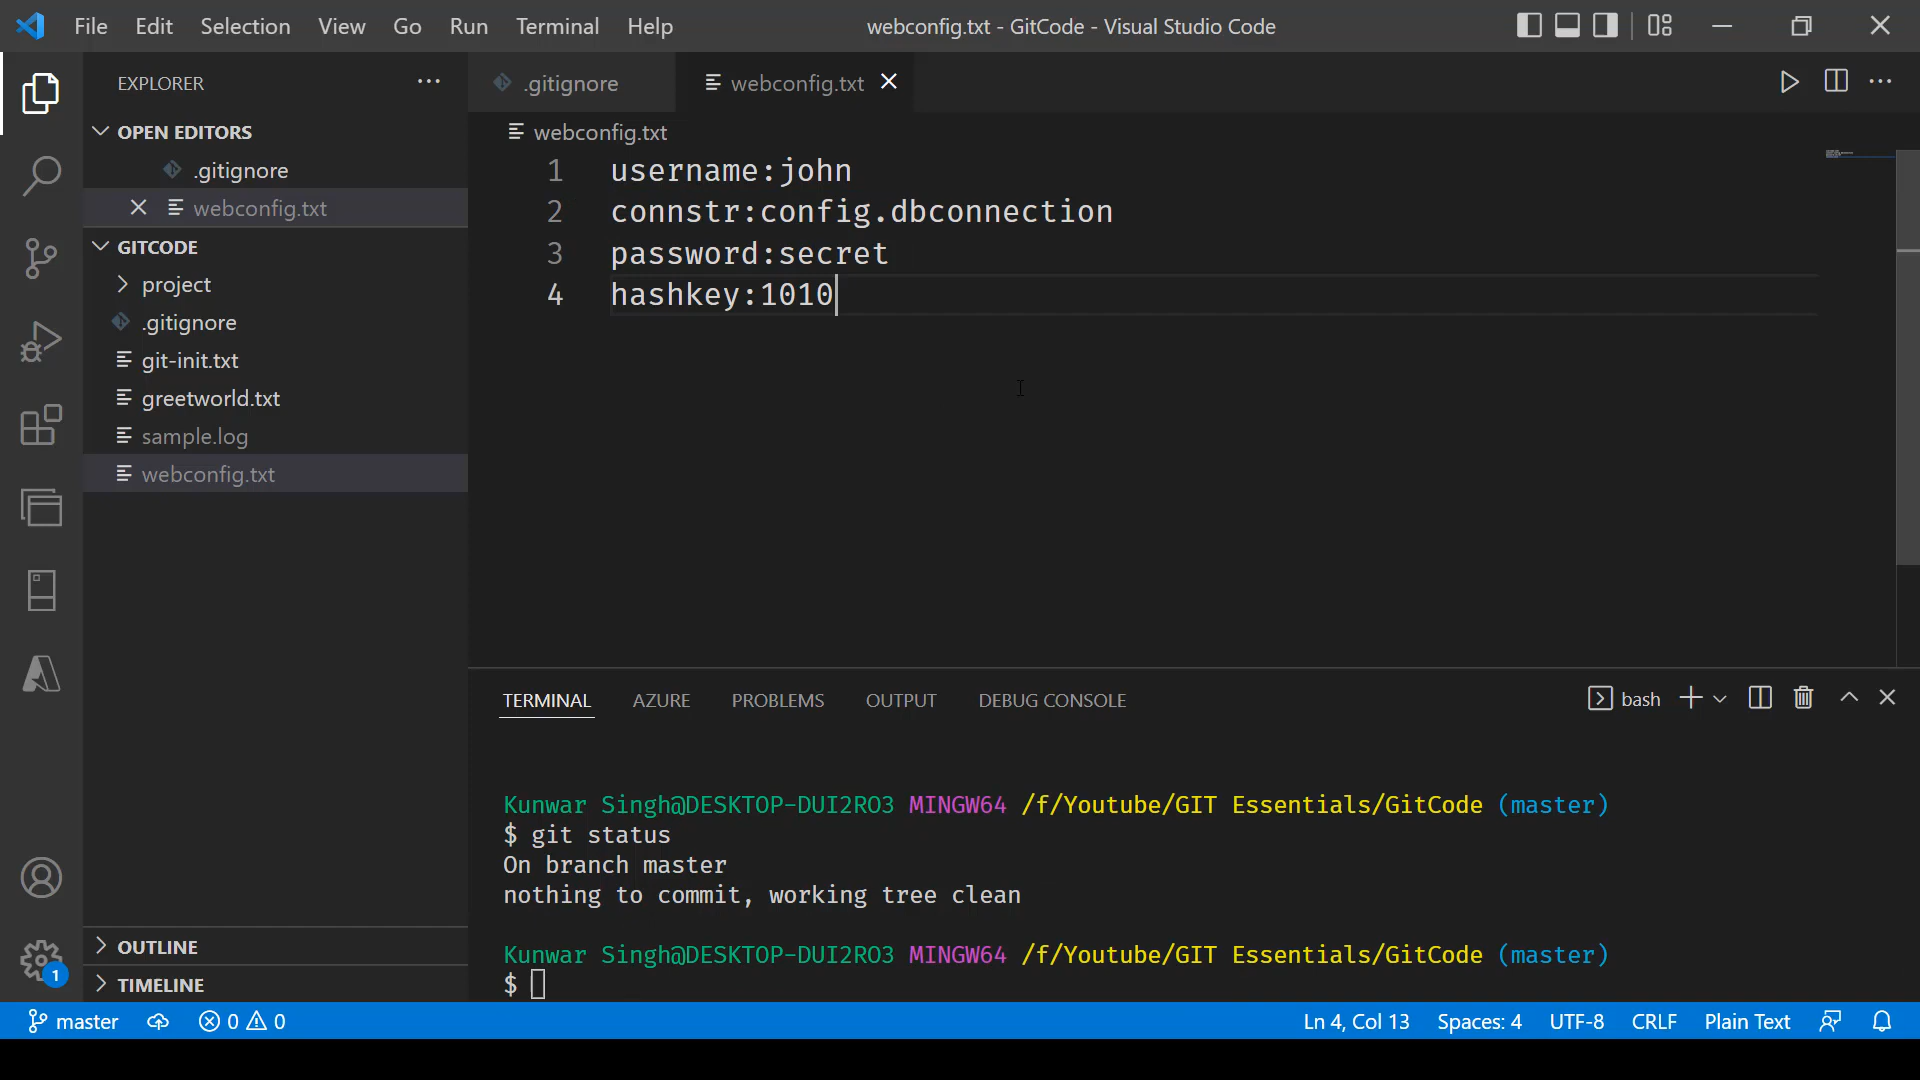 File Edit Selection View Go Run Terminal Help
webconfig.txt - GitCode - Visual Studio Code
EXPLORER
OPEN EDITORS
.gitignore
webconfig.txt
GITCODE
project
.gitignore
git-init.txt
greetworld.txt
sample.log
webconfig.txt
OUTLINE
TIMELINE
.gitignore
webconfig.txt
webconfig.txt
1 username:john
2 connstr:config.dbconnection
3 password:secret
4 hashkey:1010
TERMINAL AZURE PROBLEMS OUTPUT DEBUG CONSOLE
bash
Kunwar Singh@DESKTOP-DUI2RO3 MINGW64 /f/Youtube/GIT Essentials/GitCode (master)
$ git status
On branch master
nothing to commit, working tree clean
Kunwar Singh@DESKTOP-DUI2RO3 MINGW64 /f/Youtube/GIT Essentials/GitCode (master)
$
1
master 0 0
Ln 4, Col 13 Spaces: 4 UTF-8 CRLF Plain Text